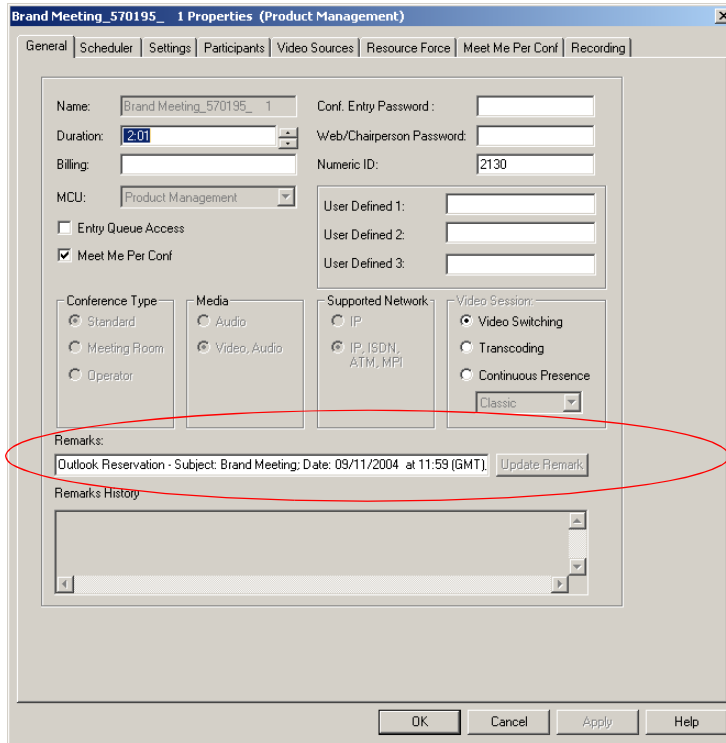 Brand Meeting_570195_ 1 Properties (Product Management)
General Scheduler Settings Participants Video Sources Resource Force Meet Me Per Conf Recording
Name: Brand Meeting_570195_ 1 Conf. Entry Password :
Duration: 2:01 Web/Chairperson Password:
Billing: Numeric ID: 2130
MCU: Product Management
User Defined 1:
Entry Queue Access
User Defined 2:
Meet Me Per Conf
User Defined 3:
Conference Type Media Supported Network Video Session:
Standard Audio IP Video Switching
Meeting Room Video, Audio IP, ISDN, Transcoding
ATM, MPI
Operator Continuous Presence
Classic
Remarks:
Outlook Reservation - Subject: Brand Meeting; Date: 09/11/2004 at 11:59 (GMT). Update Remark
Remarks History
OK Cancel Apply Help